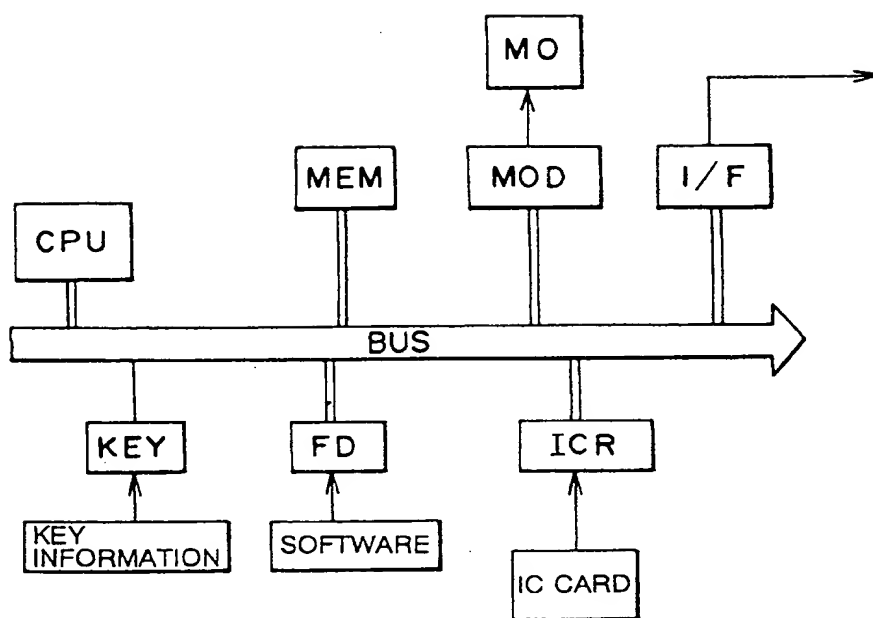 MO
MEM
MOD
I/F
CPU
BUS
KEY
FD
ICR
KEY
INFORMATION
SOFTWARE
IC CARD